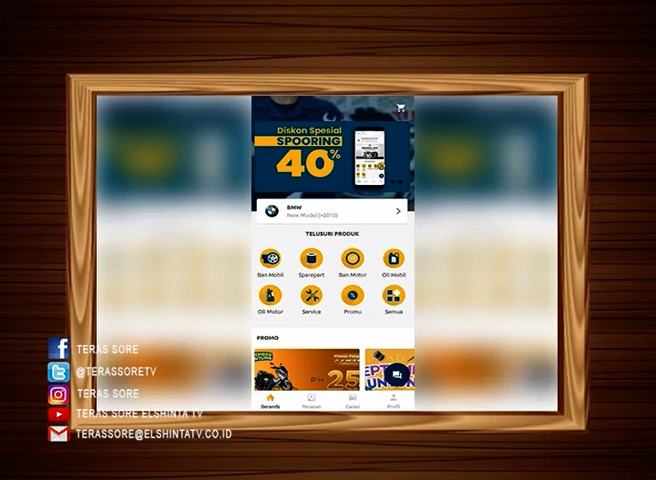 Diskon Spesial
SPOORING
40%
BMW
New Model (>2010)
TELUSURI PRODUK
Ban Mobil
Sparepart
Ban Motor
Oli Mobil
Oli Motor
Service
Promo
Semua
PROMO
25
Beranda
Pesanan
Profil
TERAS SORE
@TERASSORETV
TERAS SORE
TERAS SORE ELSHINTA TV
TERASSORE@ELSHINTATV.CO.ID